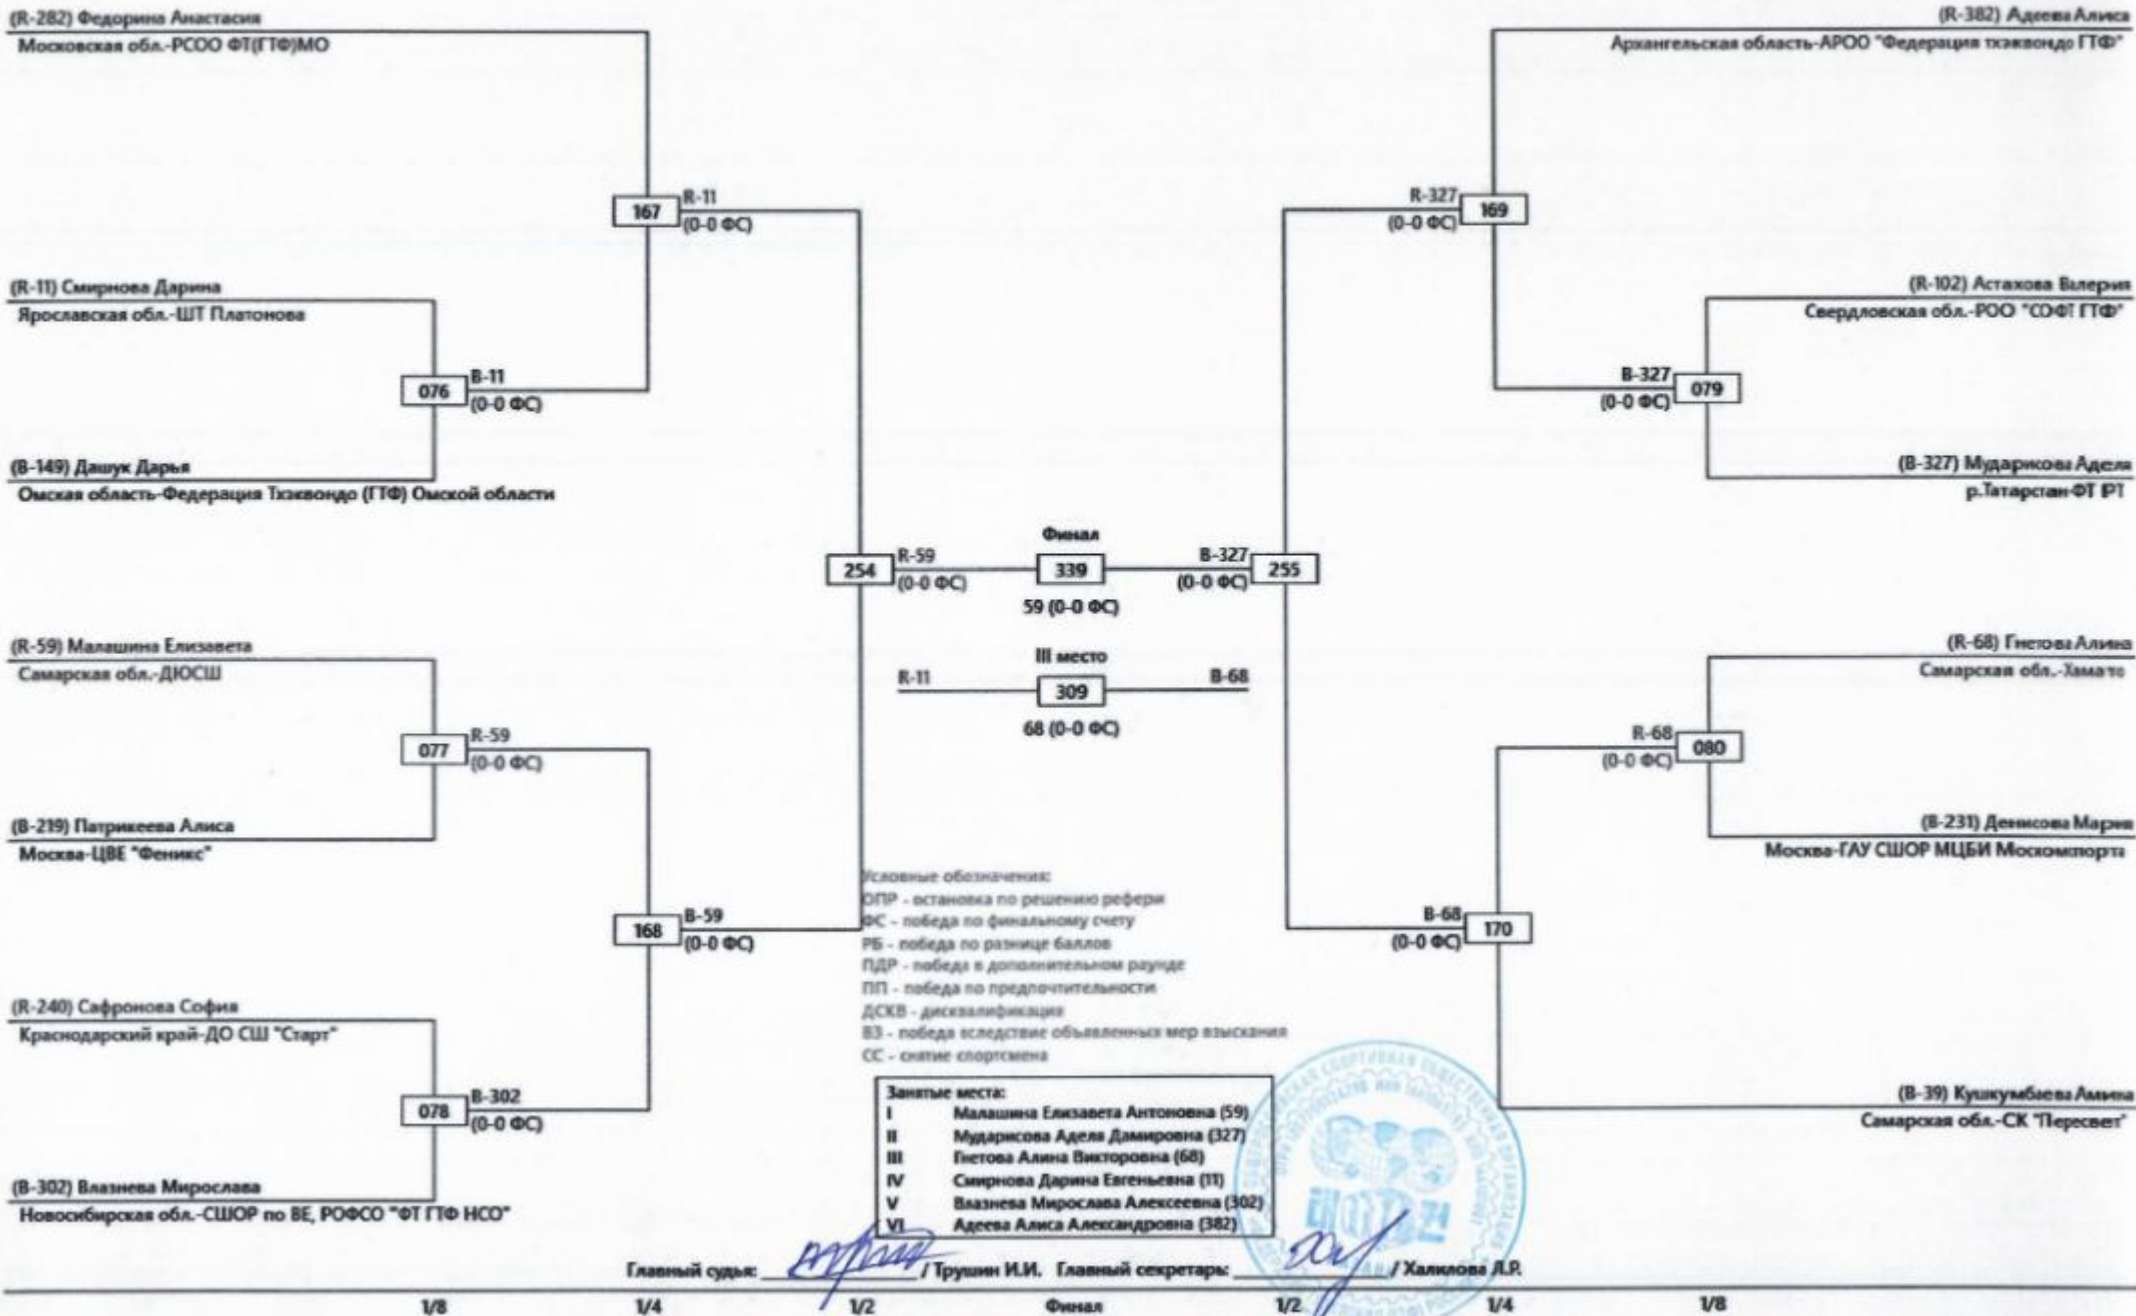 (R-282) Федорина Анастасия
Московская обл.-РСОО ФТ(ГТФ)МО
(R-11) Смирнова Дарина
Ярославская обл.-ШТ Платонова
(B-149) Дашук Дарья
Омская область-Федерация Тхэквондо (ГТФ) Омской области
(R-59) Малашина Елизавета
Самарская обл.-ДЮСШ
(B-219) Патрикеева Алиса
Москва-ЦВЕ "Феникс"
(R-240) Сафронова София
Краснодарский край-ДО СШ "Старт"
(B-302) Влазнева Мирослава
Новосибирская обл.-СШОР по ВЕ, РОФСО "ФТ ГТФ НСО"
076
B-11
(0-0 ФС)
077
R-59
(0-0 ФС)
078
B-302
(0-0 ФС)
167
R-11
(0-0 ФС)
168
B-59
(0-0 ФС)
254
R-59
(0-0 ФС)
Финал
339
59 (0-0 ФС)
III место
R-11
309
B-68
68 (0-0 ФС)
B-327
(0-0 ФС)
255
R-327
(0-0 ФС)
169
B-68
(0-0 ФС)
170
B-327
(0-0 ФС)
079
R-68
(0-0 ФС)
080
(R-382) Адеева Алиса
Архангельская область-АРОО "Федерация тхэквондо ГТФ"
(R-102) Астахова Валерия
Свердловская обл.-РОО "СОФТ ГТФ"
(B-327) Мударисова Аделя
р.Татарстан-ФТ РТ
(R-68) Гнетова Алина
Самарская обл.-Хамато
(B-231) Денисова Мария
Москва-ГАУ СШОР МЦБИ Москомспорта
(B-39) Кушкумбаева Амина
Самарская обл.-СК "Пересвет"
Условные обозначения:
ОПР - остановка по решению рефери
ФС - победа по финальному счету
РБ - победа по разнице баллов
ПДР - победа в дополнительном раунде
ПП - победа по предпочтительности
ДСКВ - дисквалификация
ВЗ - победа вследствие объявленных мер взыскания
СС - снятие спортсмена
Занятые места:
I Малашина Елизавета Антоновна (59)
II Мударисова Аделя Дамировна (327)
III Гнетова Алина Викторовна (68)
IV Смирнова Дарина Евгеньевна (11)
V Влазнева Мирослава Алексеевна (302)
VI Адеева Алиса Александровна (382)
Главный судья: / Трушин И.И. Главный секретарь: / Халилова Л.Р.
1/8 1/4 1/2 Финал 1/2 1/4 1/8